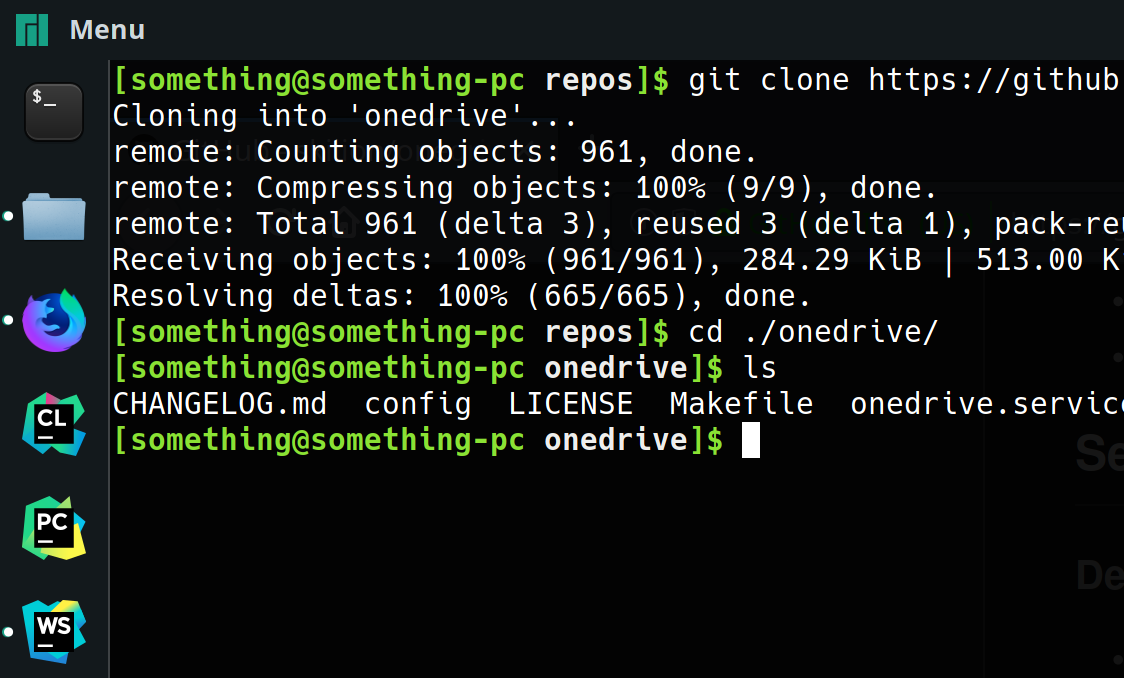 Menu
[something@something-pc repos]$ git clone https://github
Cloning into 'onedrive'...
remote: Counting objects: 961, done.
remote: Compressing objects: 100% (9/9), done.
remote: Total 961 (delta 3), reused 3 (delta 1), pack-reu
Receiving objects: 100% (961/961), 284.29 KiB | 513.00 K
Resolving deltas: 100% (665/665), done.
[something@something-pc repos]$ cd ./onedrive/
[something@something-pc onedrive]$ ls
CHANGELOG.md config LICENSE Makefile onedrive.service
[something@something-pc onedrive]$
$_
CL
PC
WS
Se
De